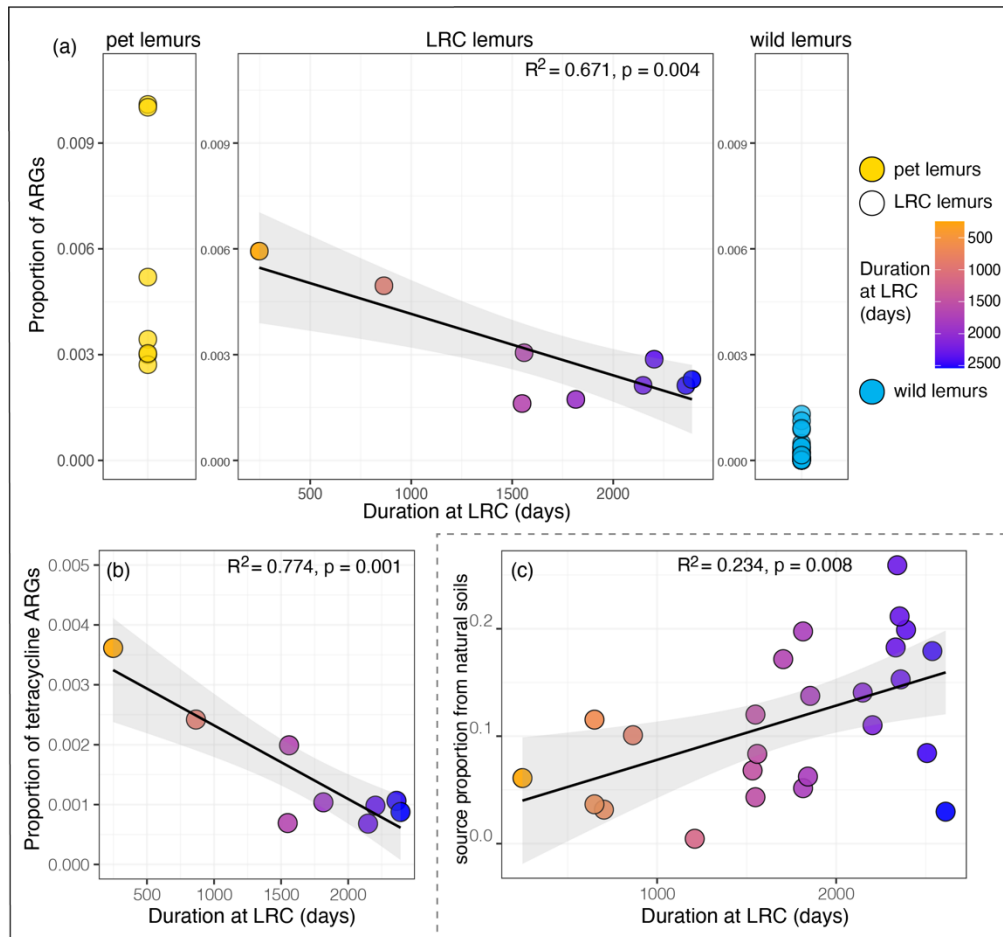 (a) pet lemurs LRC lemurs wild lemurs
R² = 0.671, p = 0.004
Proportion of ARGs
0.009
0.006
0.003
0.000
0.009
0.006
0.003
0.000
0.009
0.006
0.003
0.000
500 1000 1500 2000
Duration at LRC (days)
pet lemurs
LRC lemurs
Duration
at LRC
(days)
500
1000
1500
2000
2500
wild lemurs
(b)
R² = 0.774, p = 0.001
Proportion of tetracycline ARGs
0.005
0.004
0.003
0.002
0.001
0.000
500 1000 1500 2000
Duration at LRC (days)
(c)
R² = 0.234, p = 0.008
source proportion from natural soils
0.2
0.1
0.0
1000 2000
Duration at LRC (days)